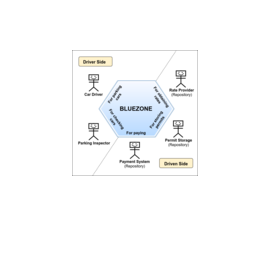 Driver Side
Car Driver
For parking
cars
For obtaining
rates
Rate Provider
(Repository)
BLUEZONE
For checking
cars
For storing
permits
Parking Inspector
For paying
Permit Storage
(Repository)
Payment System
(Repository)
Driven Side